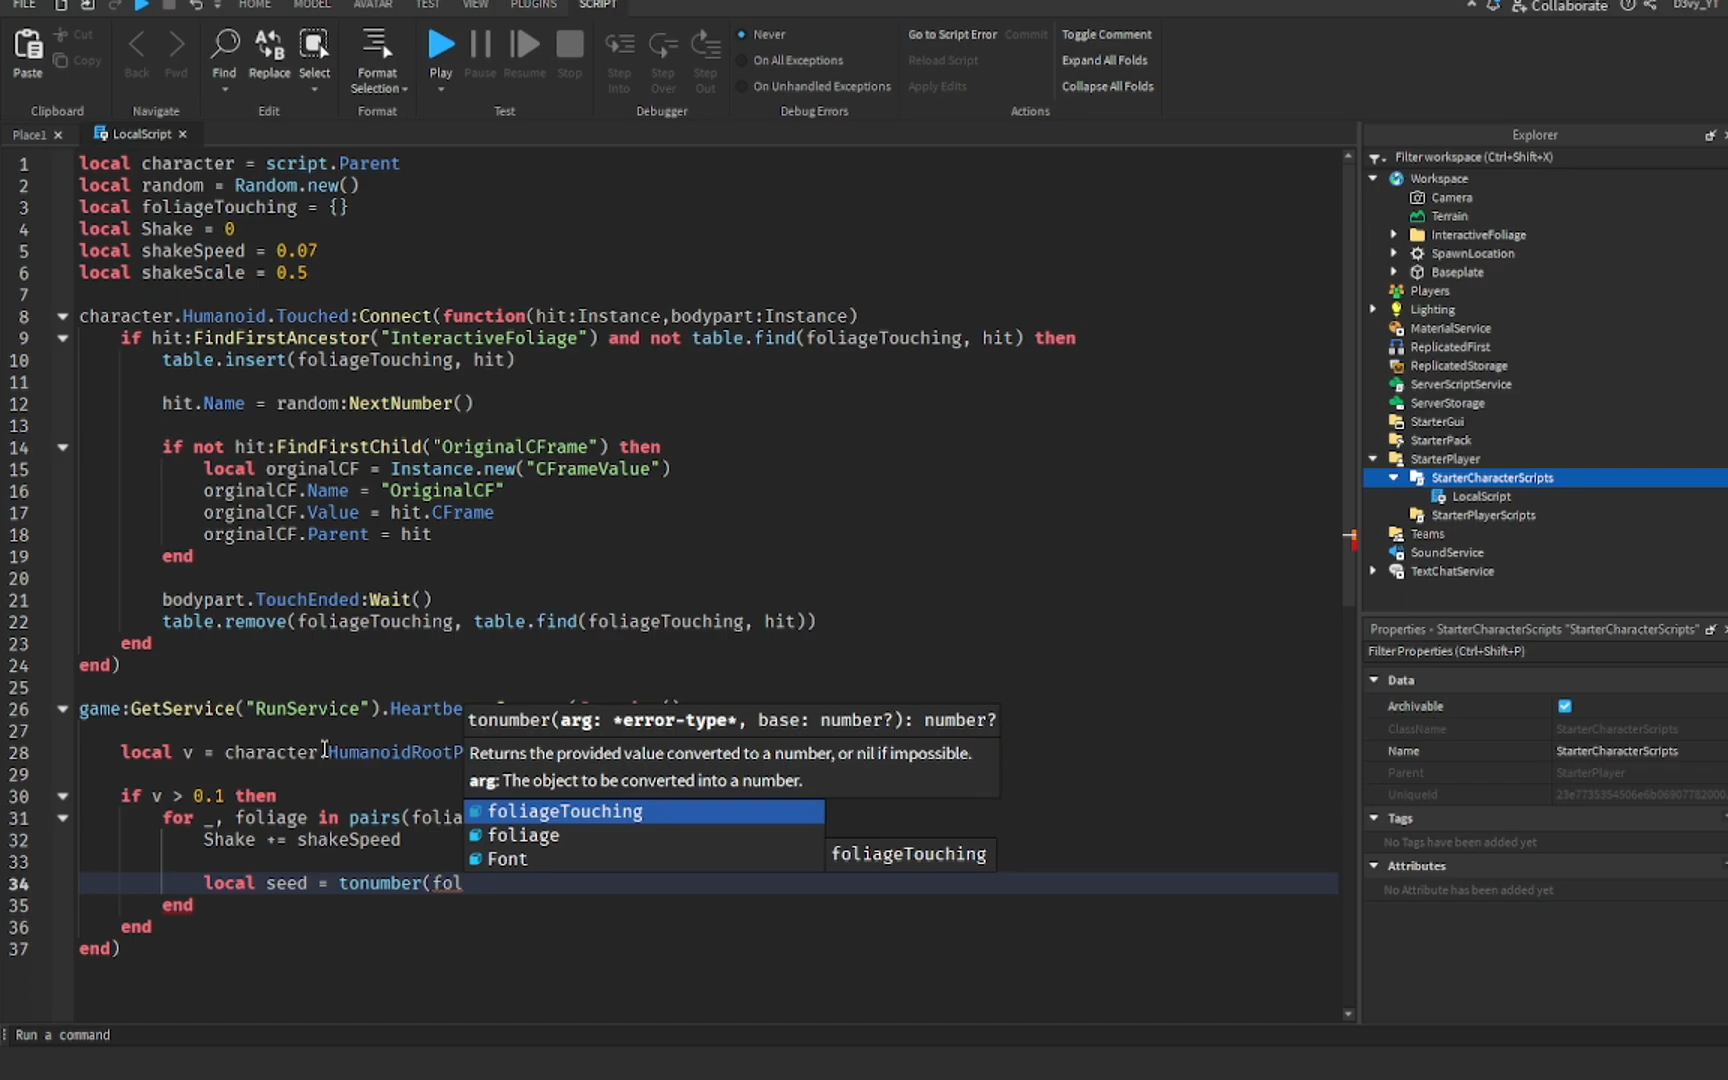 FILE HOME MODEL AVATAR TEST VIEW PLUGINS SCRIPT Collaborate D3vy_YT
Paste Cut Copy Back Fwd Find Replace Select Format Selection Play Pause Resume Stop Step Into Step Over Step Out
Never Go to Script Error Commit Toggle Comment
On All Exceptions Reload Script Expand All Folds
On Unhandled Exceptions Apply Edits Collapse All Folds
Clipboard Navigate Edit Format Test Debugger Debug Errors Actions
Place1 LocalScript
1 local character = script.Parent
2 local random = Random.new()
3 local foliageTouching = {}
4 local Shake = 0
5 local shakeSpeed = 0.07
6 local shakeScale = 0.5
7
8 character.Humanoid.Touched:Connect(function(hit:Instance,bodypart:Instance)
9 if hit:FindFirstAncestor("InteractiveFoliage") and not table.find(foliageTouching, hit) then
10 table.insert(foliageTouching, hit)
11
12 hit.Name = random:NextNumber()
13
14 if not hit:FindFirstChild("OriginalCFrame") then
15 local orginalCF = Instance.new("CFrameValue")
16 orginalCF.Name = "OriginalCF"
17 orginalCF.Value = hit.CFrame
18 orginalCF.Parent = hit
19 end
20
21 bodypart.TouchEnded:Wait()
22 table.remove(foliageTouching, table.find(foliageTouching, hit))
23 end
24 end)
25
26 game:GetService("RunService").Heartbe
27
28 local v = character.HumanoidRootP
29
30 if v > 0.1 then
31 for _, foliage in pairs(folia
32 Shake += shakeSpeed
33
34 local seed = tonumber(fol
35 end
36 end
37 end)
tonumber(arg: *error-type*, base: number?): number?
Returns the provided value converted to a number, or nil if impossible.
arg: The object to be converted into a number.
foliageTouching
foliage
Font
foliageTouching
Run a command
Explorer
Filter workspace (Ctrl+Shift+X)
Workspace
Camera
Terrain
InteractiveFoliage
SpawnLocation
Baseplate
Players
Lighting
MaterialService
ReplicatedFirst
ReplicatedStorage
ServerScriptService
ServerStorage
StarterGui
StarterPack
StarterPlayer
StarterCharacterScripts
LocalScript
StarterPlayerScripts
Teams
SoundService
TextChatService
Properties - StarterCharacterScripts "StarterCharacterScripts"
Filter Properties (Ctrl+Shift+P)
Data
Archivable
ClassName StarterCharacterScripts
Name StarterCharacterScripts
Parent StarterPlayer
UniqueId
Tags
No Tags have been added yet
Attributes
No Attribute has been added yet